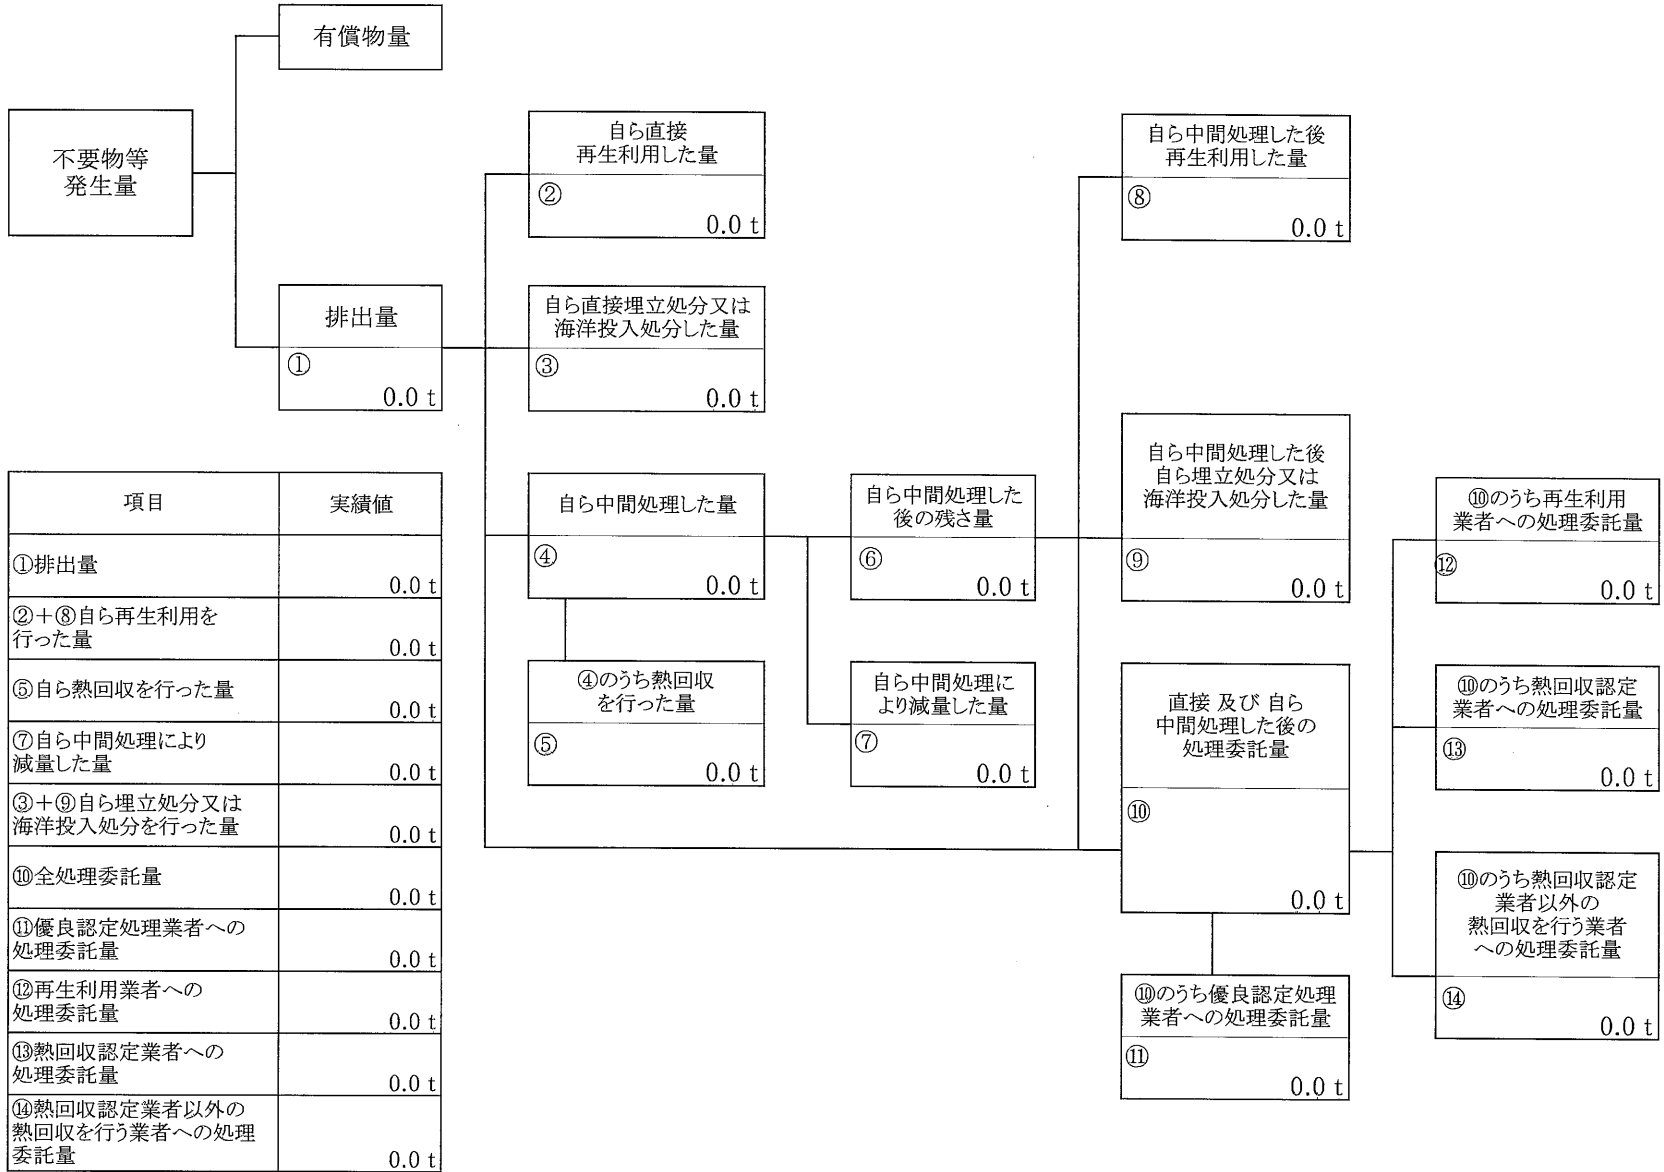 有償物量
不要物等
発生量
排出量
①
0.0 t
自ら直接
再生利用した量
②
0.0 t
自ら直接埋立処分又は
海洋投入処分した量
③
0.0 t
自ら中間処理した量
④
0.0 t
④のうち熱回収
を行った量
⑤
0.0 t
自ら中間処理した
後の残さ量
⑥
0.0 t
自ら中間処理に
より減量した量
⑦
0.0 t
自ら中間処理した後
再生利用した量
⑧
0.0 t
自ら中間処理した後
自ら埋立処分又は
海洋投入処分した量
⑨
0.0 t
直接 及び 自ら
中間処理した後の
処理委託量
⑩
0.0 t
⑩のうち優良認定処理
業者への処理委託量
⑪
0.0 t
⑩のうち再生利用
業者への処理委託量
⑫
0.0 t
⑩のうち熱回収認定
業者への処理委託量
⑬
0.0 t
⑩のうち熱回収認定
業者以外の
熱回収を行う業者
への処理委託量
⑭
0.0 t
項目 実績値
①排出量
0.0 t
②+⑧自ら再生利用を
行った量
0.0 t
⑤自ら熱回収を行った量
0.0 t
⑦自ら中間処理により
減量した量
0.0 t
③+⑨自ら埋立処分又は
海洋投入処分を行った量
0.0 t
⑩全処理委託量
0.0 t
⑪優良認定処理業者への
処理委託量
0.0 t
⑫再生利用業者への
処理委託量
0.0 t
⑬熱回収認定業者への
処理委託量
0.0 t
⑭熱回収認定業者以外の
熱回収を行う業者への処理
委託量
0.0 t